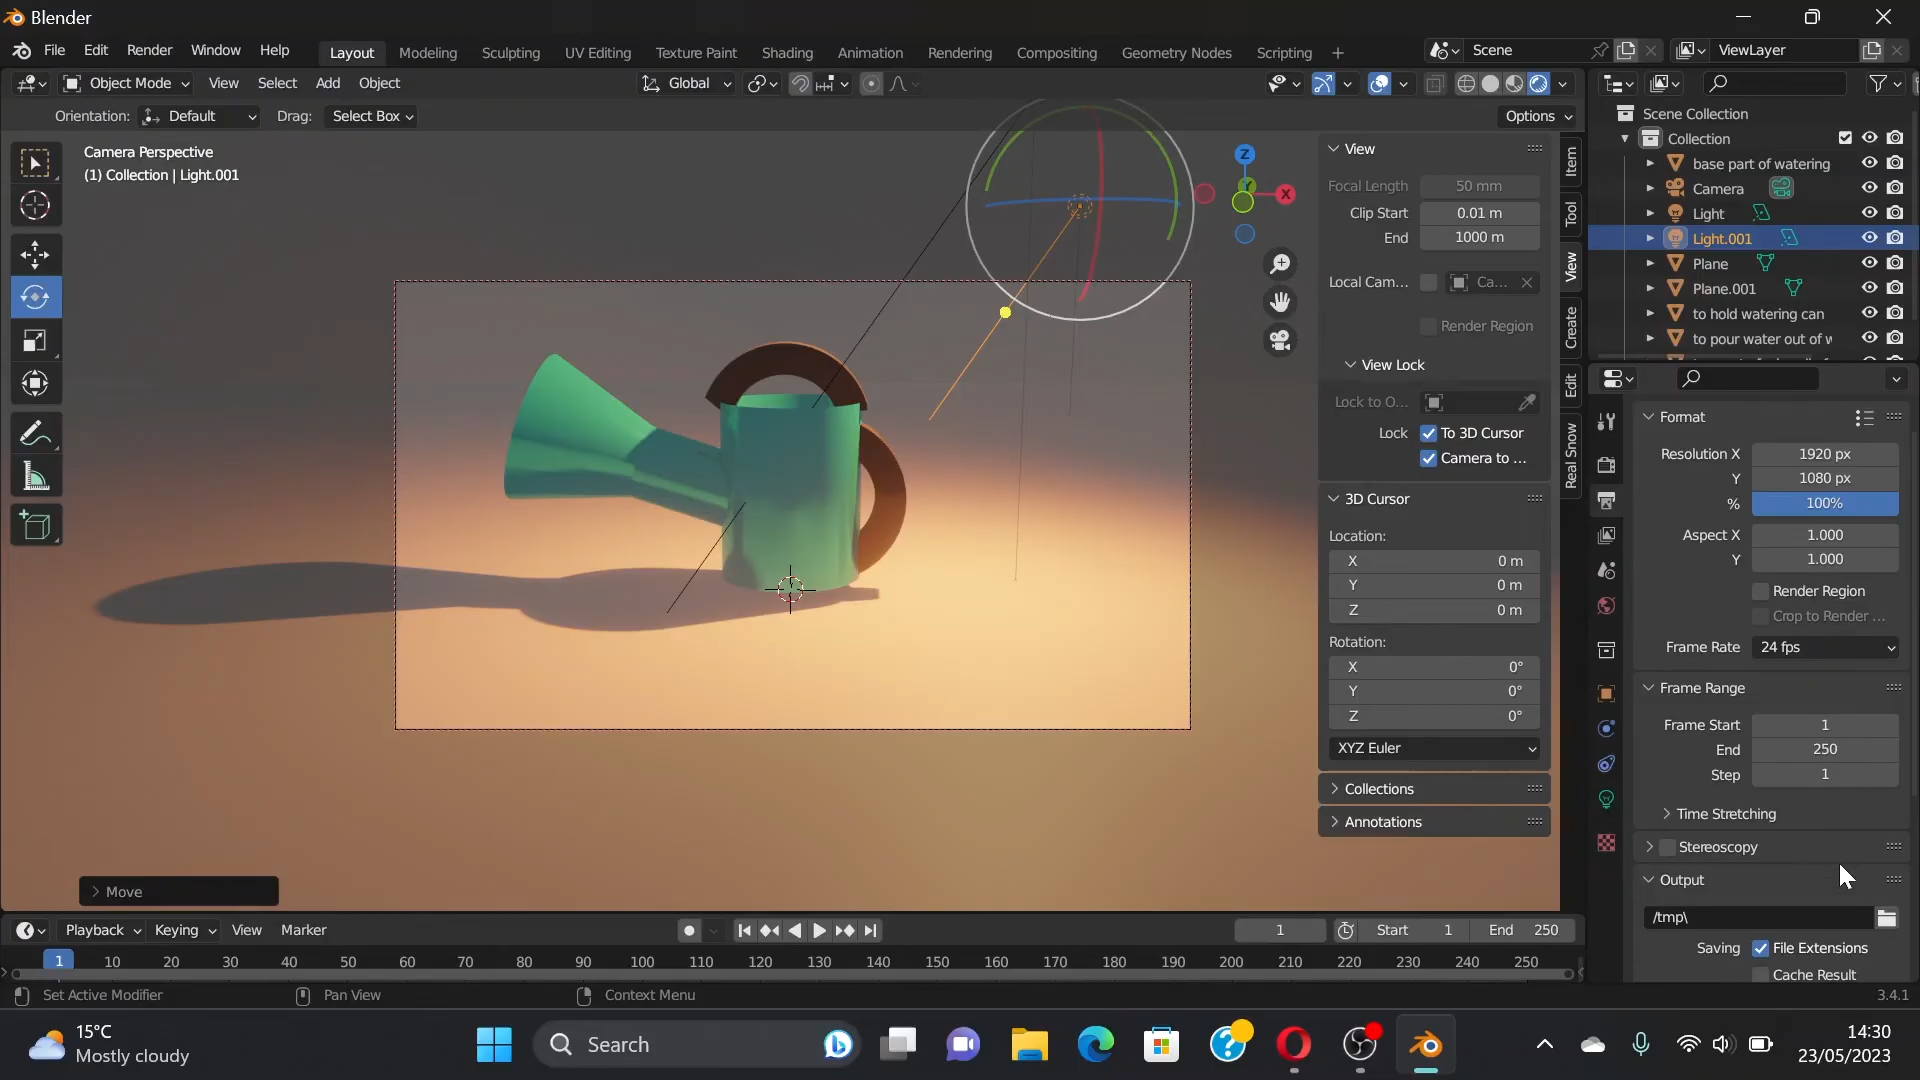 Blender
File Edit Render Window Help
Layout Modeling Sculpting UV Editing Texture Paint Shading Animation Rendering Compositing Geometry Nodes Scripting +
Scene
ViewLayer
Object Mode View Select Add Object
Global
Orientation: Default Drag: Select Box
Options
Camera Perspective
(1) Collection | Light.001
Z
Y
X
View
Focal Length 50 mm
Clip Start 0.01 m
End 1000 m
Local Cam... Ca...
Render Region
View Lock
Lock to O...
Lock To 3D Cursor
Camera to ...
3D Cursor
Location:
X 0 m
Y 0 m
Z 0 m
Rotation:
X 0°
Y 0°
Z 0°
XYZ Euler
Collections
Annotations
Item
Tool
View
Create
Edit
Real Snow
Scene Collection
Collection
base part of watering
Camera
Light
Light.001
Plane
Plane.001
to hold watering can
to pour water out of w
Format
Resolution X 1920 px
Y 1080 px
% 100%
Aspect X 1.000
Y 1.000
Render Region
Crop to Render ...
Frame Rate 24 fps
Frame Range
Frame Start 1
End 250
Step 1
Time Stretching
Stereoscopy
Output
/tmp\
Saving File Extensions
Cache Result
Move
Playback Keying View Marker
1
Start 1
End 250
1 10 20 30 40 50 60 70 80 90 100 110 120 130 140 150 160 170 180 190 200 210 220 230 240 250
Set Active Modifier Pan View Context Menu 3.4.1
15°C
Mostly cloudy
Search
14:30
23/05/2023